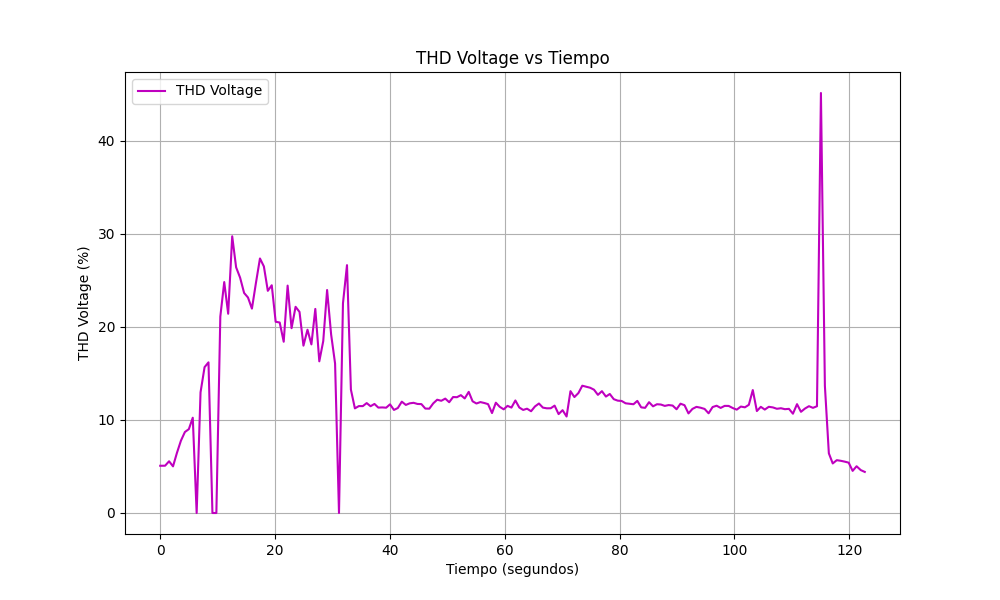 THD Voltage vs Tiempo
THD Voltage
THD Voltage (%)
40
30
20
10
0
0 20 40 60 80 100 120
Tiempo (segundos)